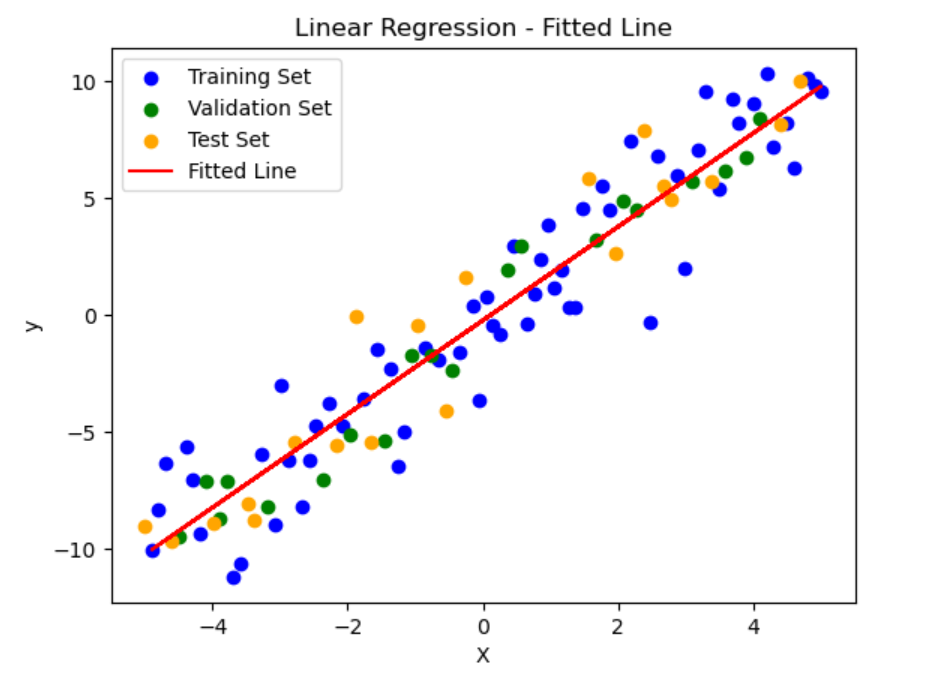 Linear Regression - Fitted Line
Training Set
Validation Set
Test Set
Fitted Line
10
5
0
−5
−10
y
−4
−2
0
2
4
X